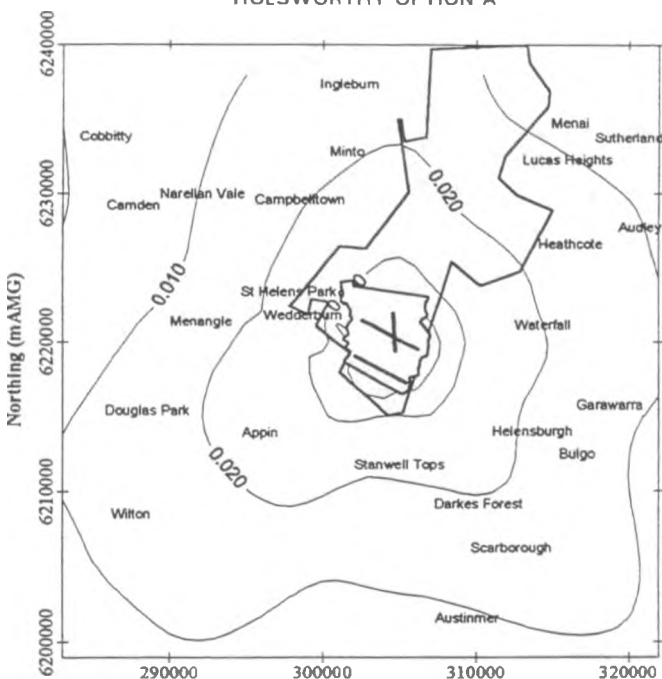 HOLSWORTHY OPTION A
6240000
Ingleburn
Cobbitty
Menai
Sutherland
Minto
Lucas Heights
6230000
0.020
Narellan Vale
Campbelltown
Camden
Audley
Heathcote
0.010
St Helens Park
Wedderburn
Menangle
Waterfall
6220000
Northing (mAMG)
Douglas Park
Garawarra
Appin
Helensburgh
Bulgo
0.020
Stanwell Tops
6210000
Darkes Forest
Wilton
Scarborough
Austinmer
6200000
290000 300000 310000 320000